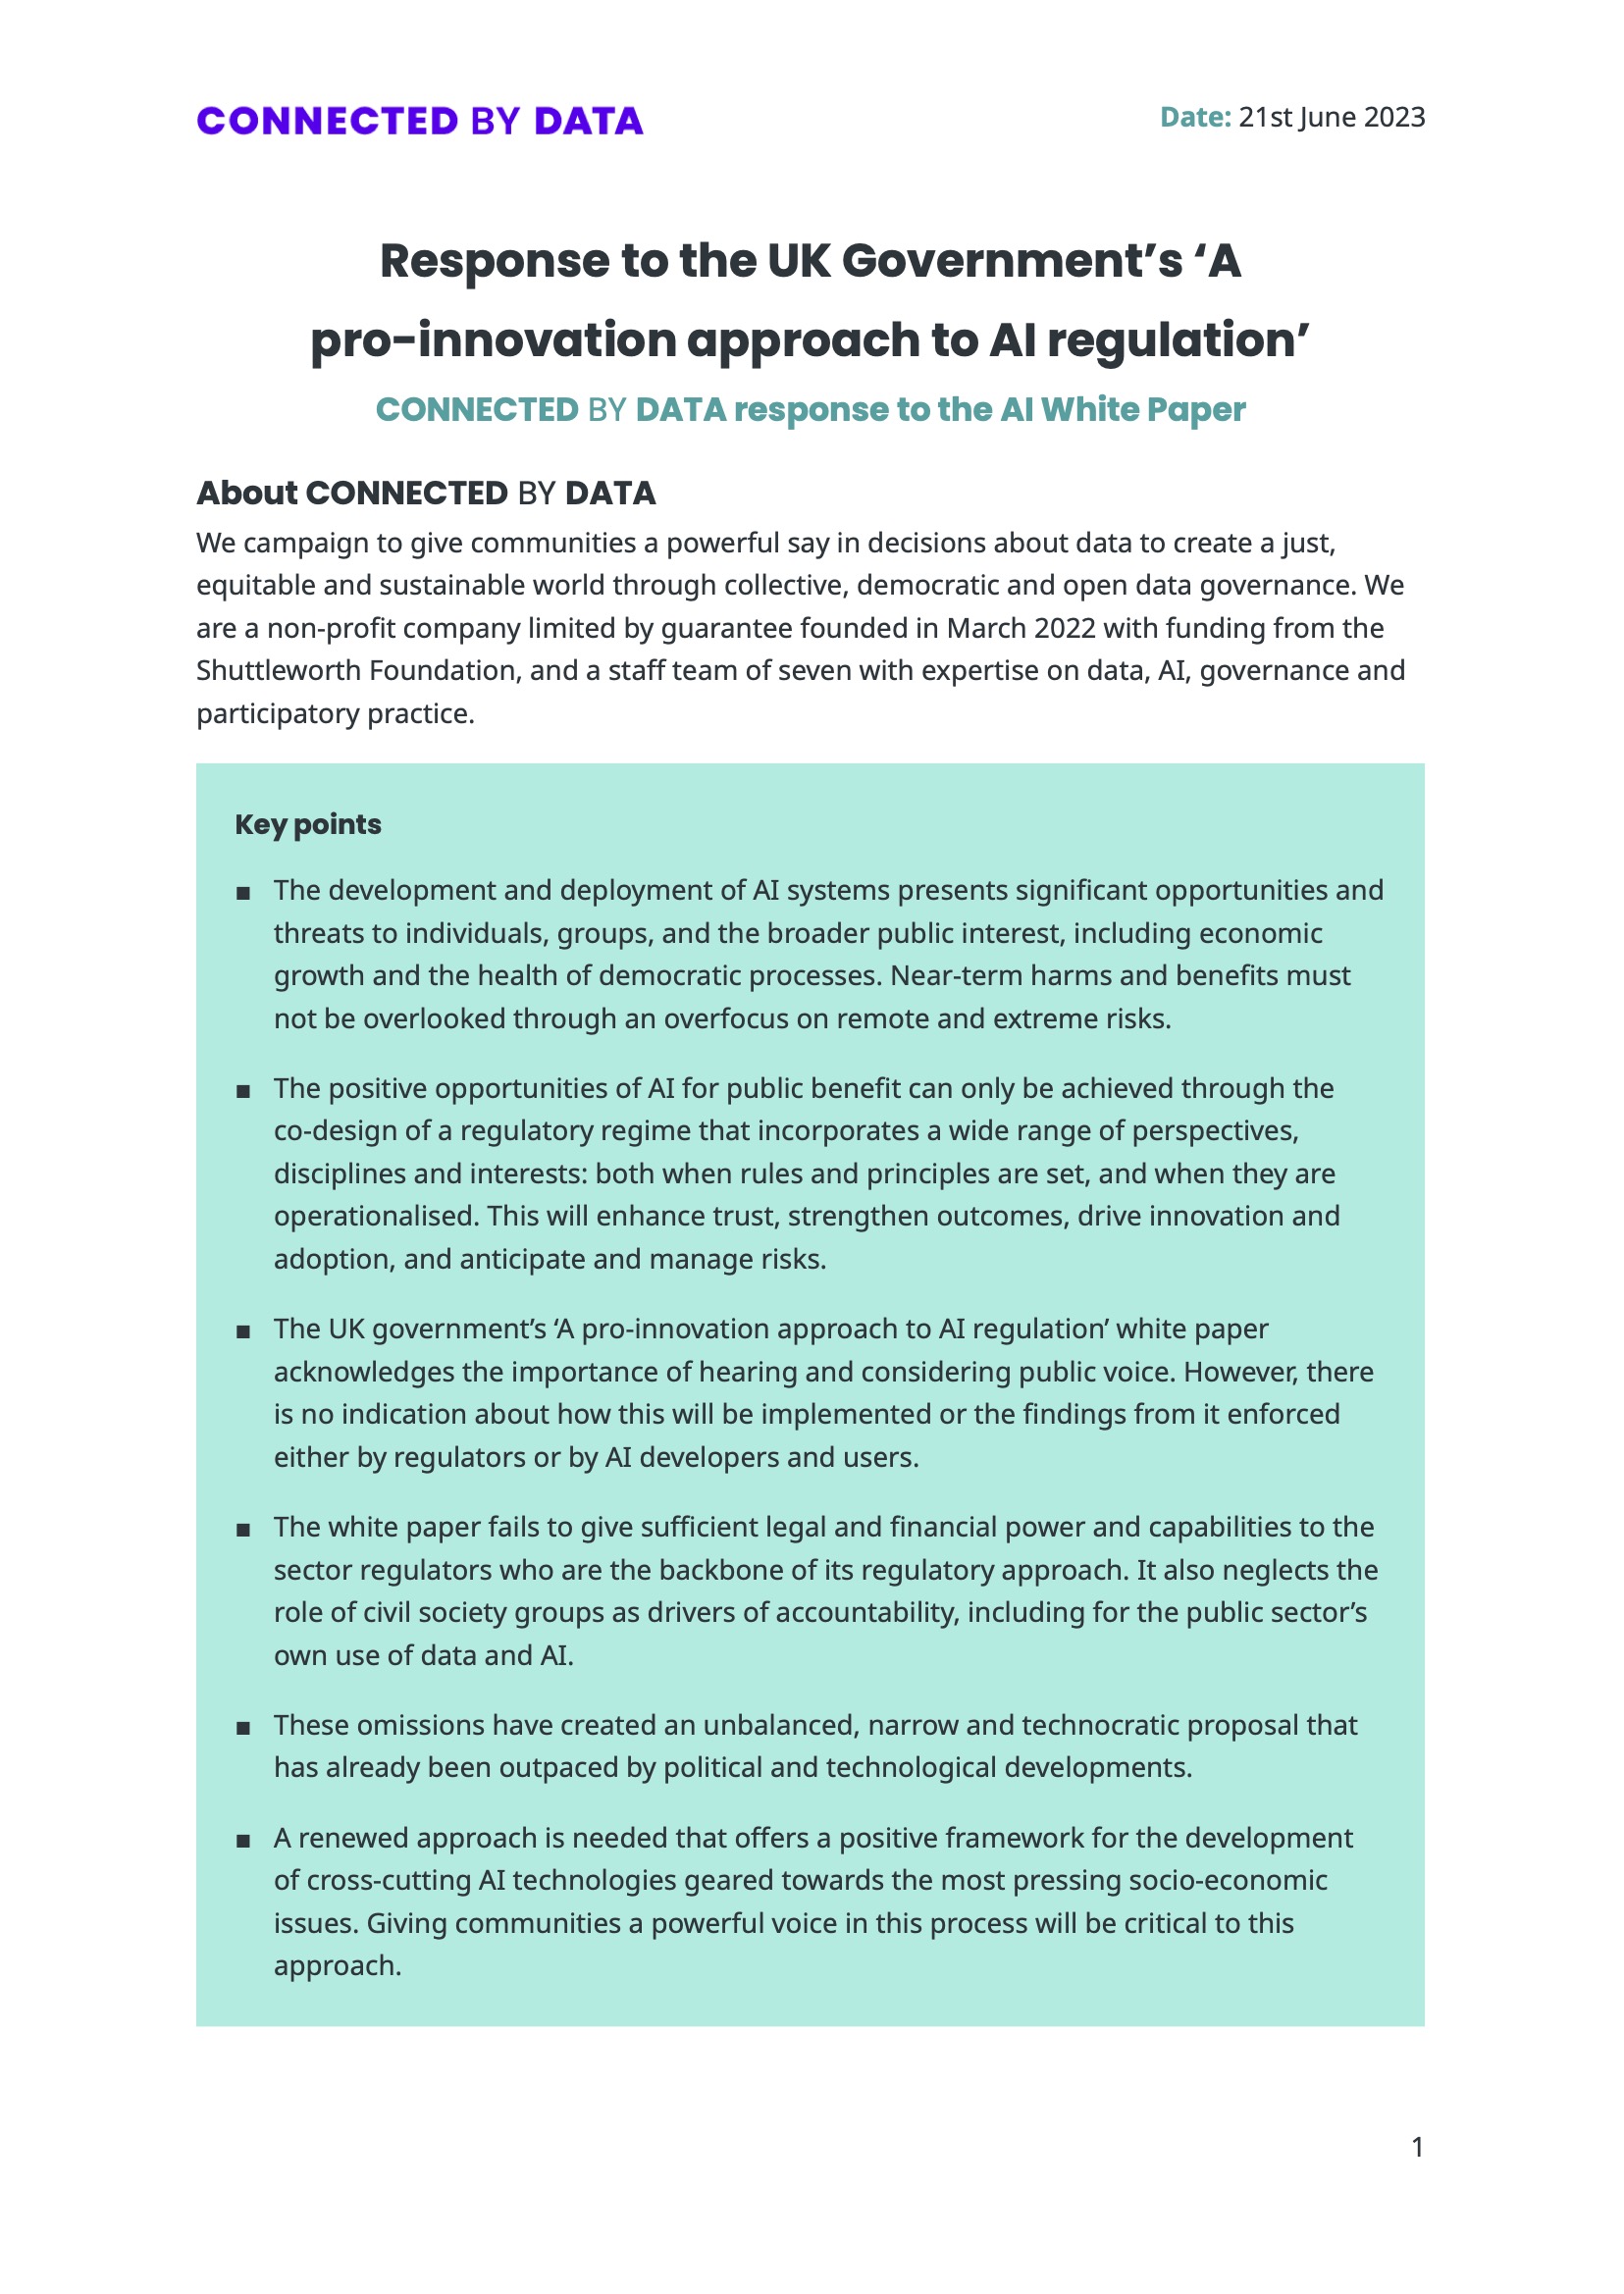 CONNECTED BY DATA
Date: 21st June 2023
Response to the UK Government’s ‘A
pro-innovation approach to AI regulation’
CONNECTED BY DATA response to the AI White Paper
About CONNECTED BY DATA
We campaign to give communities a powerful say in decisions about data to create a just,
equitable and sustainable world through collective, democratic and open data governance. We
are a non-profit company limited by guarantee founded in March 2022 with funding from the
Shuttleworth Foundation, and a staff team of seven with expertise on data, AI, governance and
participatory practice.
Key points
■ The development and deployment of AI systems presents significant opportunities and
threats to individuals, groups, and the broader public interest, including economic
growth and the health of democratic processes. Near-term harms and benefits must
not be overlooked through an overfocus on remote and extreme risks.
■ The positive opportunities of AI for public benefit can only be achieved through the
co-design of a regulatory regime that incorporates a wide range of perspectives,
disciplines and interests: both when rules and principles are set, and when they are
operationalised. This will enhance trust, strengthen outcomes, drive innovation and
adoption, and anticipate and manage risks.
■ The UK government’s ‘A pro-innovation approach to AI regulation’ white paper
acknowledges the importance of hearing and considering public voice. However, there
is no indication about how this will be implemented or the findings from it enforced
either by regulators or by AI developers and users.
■ The white paper fails to give sufficient legal and financial power and capabilities to the
sector regulators who are the backbone of its regulatory approach. It also neglects the
role of civil society groups as drivers of accountability, including for the public sector’s
own use of data and AI.
■ These omissions have created an unbalanced, narrow and technocratic proposal that
has already been outpaced by political and technological developments.
■ A renewed approach is needed that offers a positive framework for the development
of cross-cutting AI technologies geared towards the most pressing socio-economic
issues. Giving communities a powerful voice in this process will be critical to this
approach.
1